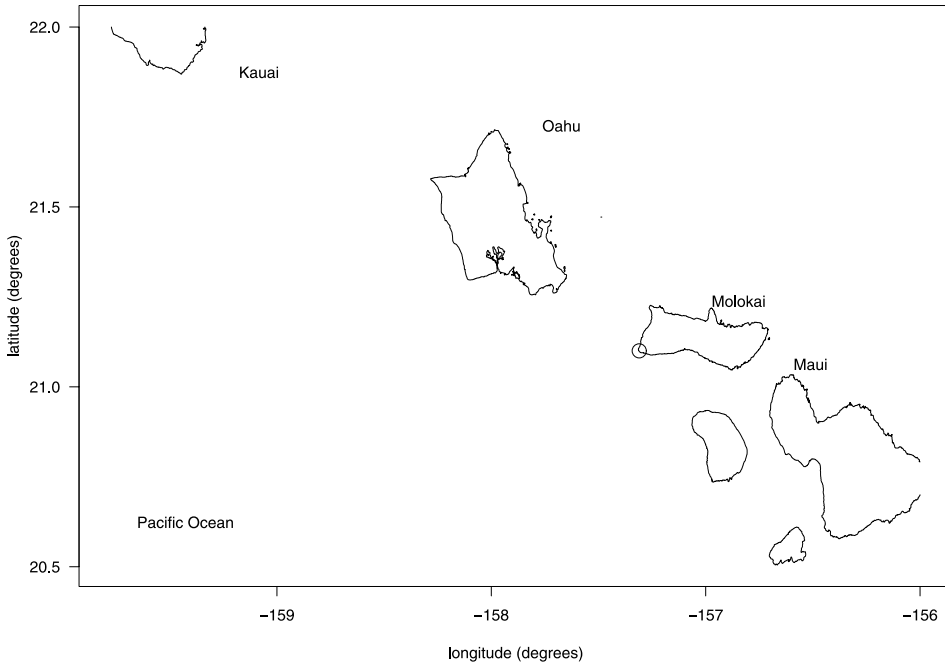 22.0
Kauai
Oahu
21.5
latitude (degrees)
Molokai
Maui
21.0
Pacific Ocean
20.5
−159
−158
−157
−156
longitude (degrees)